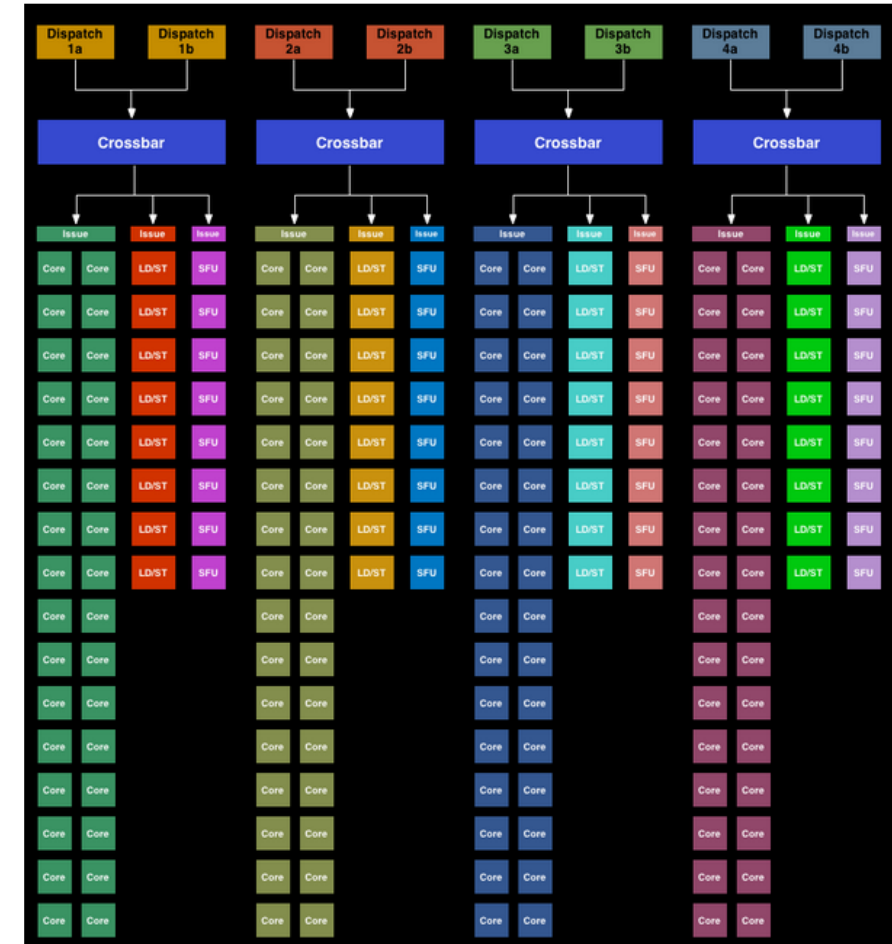 Dispatch Dispatch Dispatch Dispatch Dispatch Dispatch Dispatch Dispatch
1a 1b 2a 2b 3a 3b 4a 4b
Crossbar Crossbar Crossbar Crossbar
Issue Issue Issue Issue Issue Issue Issue Issue Issue Issue Issue Issue
Core Core LD/ST SFU Core Core LD/ST SFU Core Core LD/ST SFU Core Core LD/ST SFU
Core Core LD/ST SFU Core Core LD/ST SFU Core Core LD/ST SFU Core Core LD/ST SFU
Core Core LD/ST SFU Core Core LD/ST SFU Core Core LD/ST SFU Core Core LD/ST SFU
Core Core LD/ST SFU Core Core LD/ST SFU Core Core LD/ST SFU Core Core LD/ST SFU
Core Core LD/ST SFU Core Core LD/ST SFU Core Core LD/ST SFU Core Core LD/ST SFU
Core Core LD/ST SFU Core Core LD/ST SFU Core Core LD/ST SFU Core Core LD/ST SFU
Core Core LD/ST SFU Core Core LD/ST SFU Core Core LD/ST SFU Core Core LD/ST SFU
Core Core LD/ST SFU Core Core LD/ST SFU Core Core LD/ST SFU Core Core LD/ST SFU
Core Core Core Core Core Core Core Core
Core Core Core Core Core Core Core Core
Core Core Core Core Core Core Core Core
Core Core Core Core Core Core Core Core
Core Core Core Core Core Core Core Core
Core Core Core Core Core Core Core Core
Core Core Core Core Core Core Core Core
Core Core Core Core Core Core Core Core